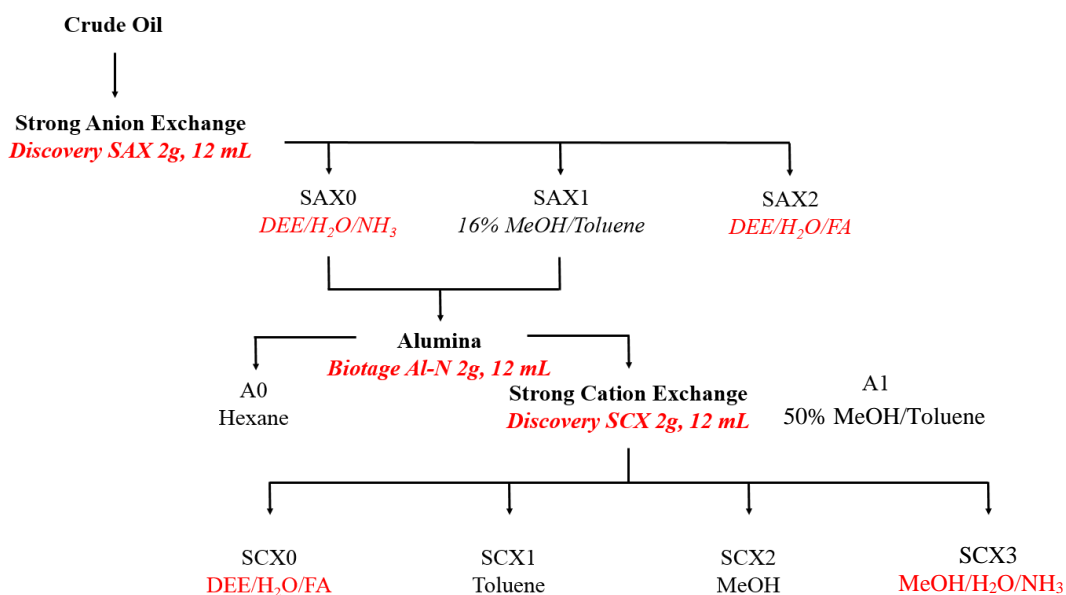 Crude Oil
Strong Anion Exchange
Discovery SAX 2g, 12 mL
SAX0
DEE/H₂O/NH₃
SAX1
16% MeOH/Toluene
SAX2
DEE/H₂O/FA
Alumina
Biotage Al-N 2g, 12 mL
A0
Hexane
Strong Cation Exchange
Discovery SCX 2g, 12 mL
A1
50% MeOH/Toluene
SCX0
DEE/H₂O/FA
SCX1
Toluene
SCX2
MeOH
SCX3
MeOH/H₂O/NH₃